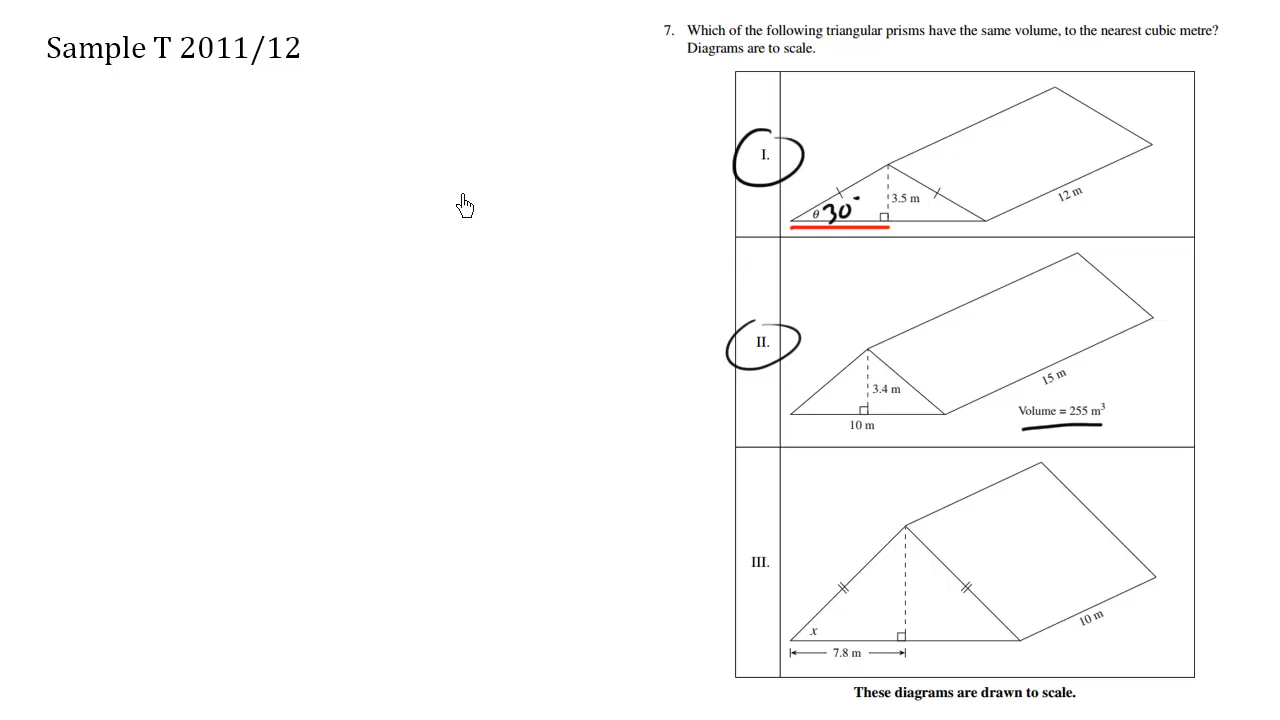 Sample T 2011/12
7. Which of the following triangular prisms have the same volume, to the nearest cubic metre?
Diagrams are to scale.
I.
θ 30°
3.5 m
12 m
II.
3.4 m
10 m
15 m
Volume = 255 m³
III.
x
7.8 m
10 m
These diagrams are drawn to scale.